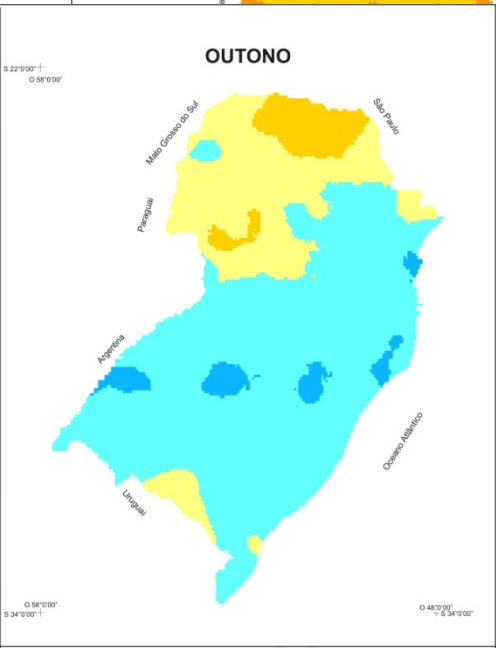 OUTONO
S 22°0'00"
O 58°0'00"
Mato Grosso do Sul
São Paulo
Paraguai
Argentina
Oceano Atlântico
Uruguai
O 58°0'00"
S 34°0'00"
O 48°0'00"
S 34°0'00"